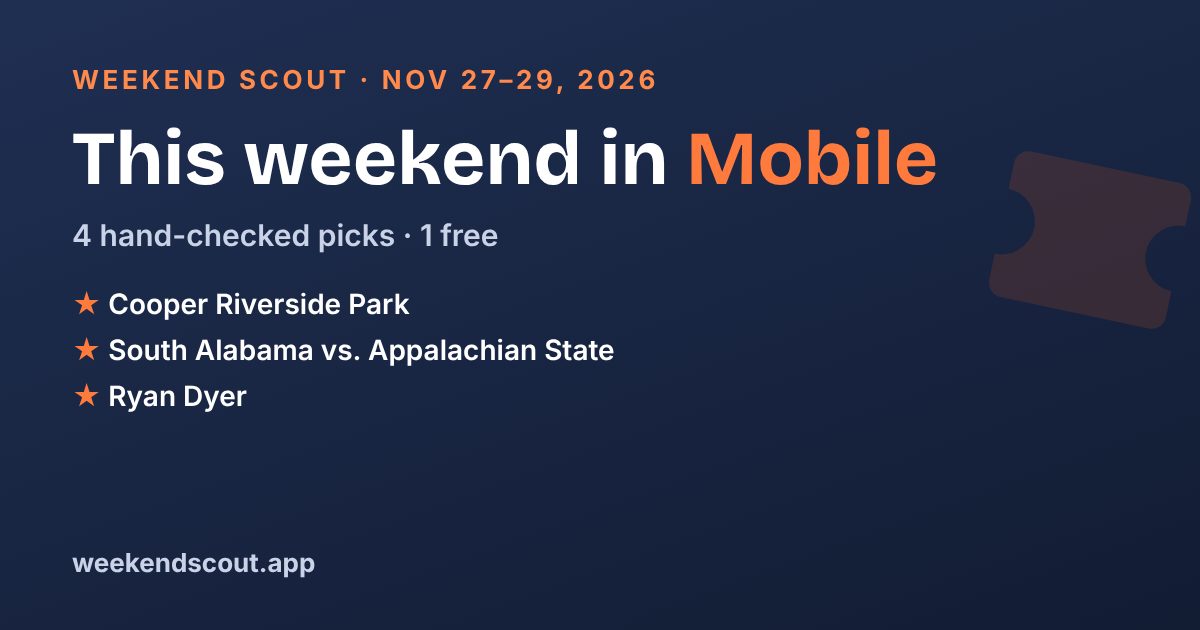 WEEKEND SCOUT · NOV 27–29, 2026
This weekend in Mobile
4 hand-checked picks · 1 free
★ Cooper Riverside Park
★ South Alabama vs. Appalachian State
★ Ryan Dyer
weekendscout.app